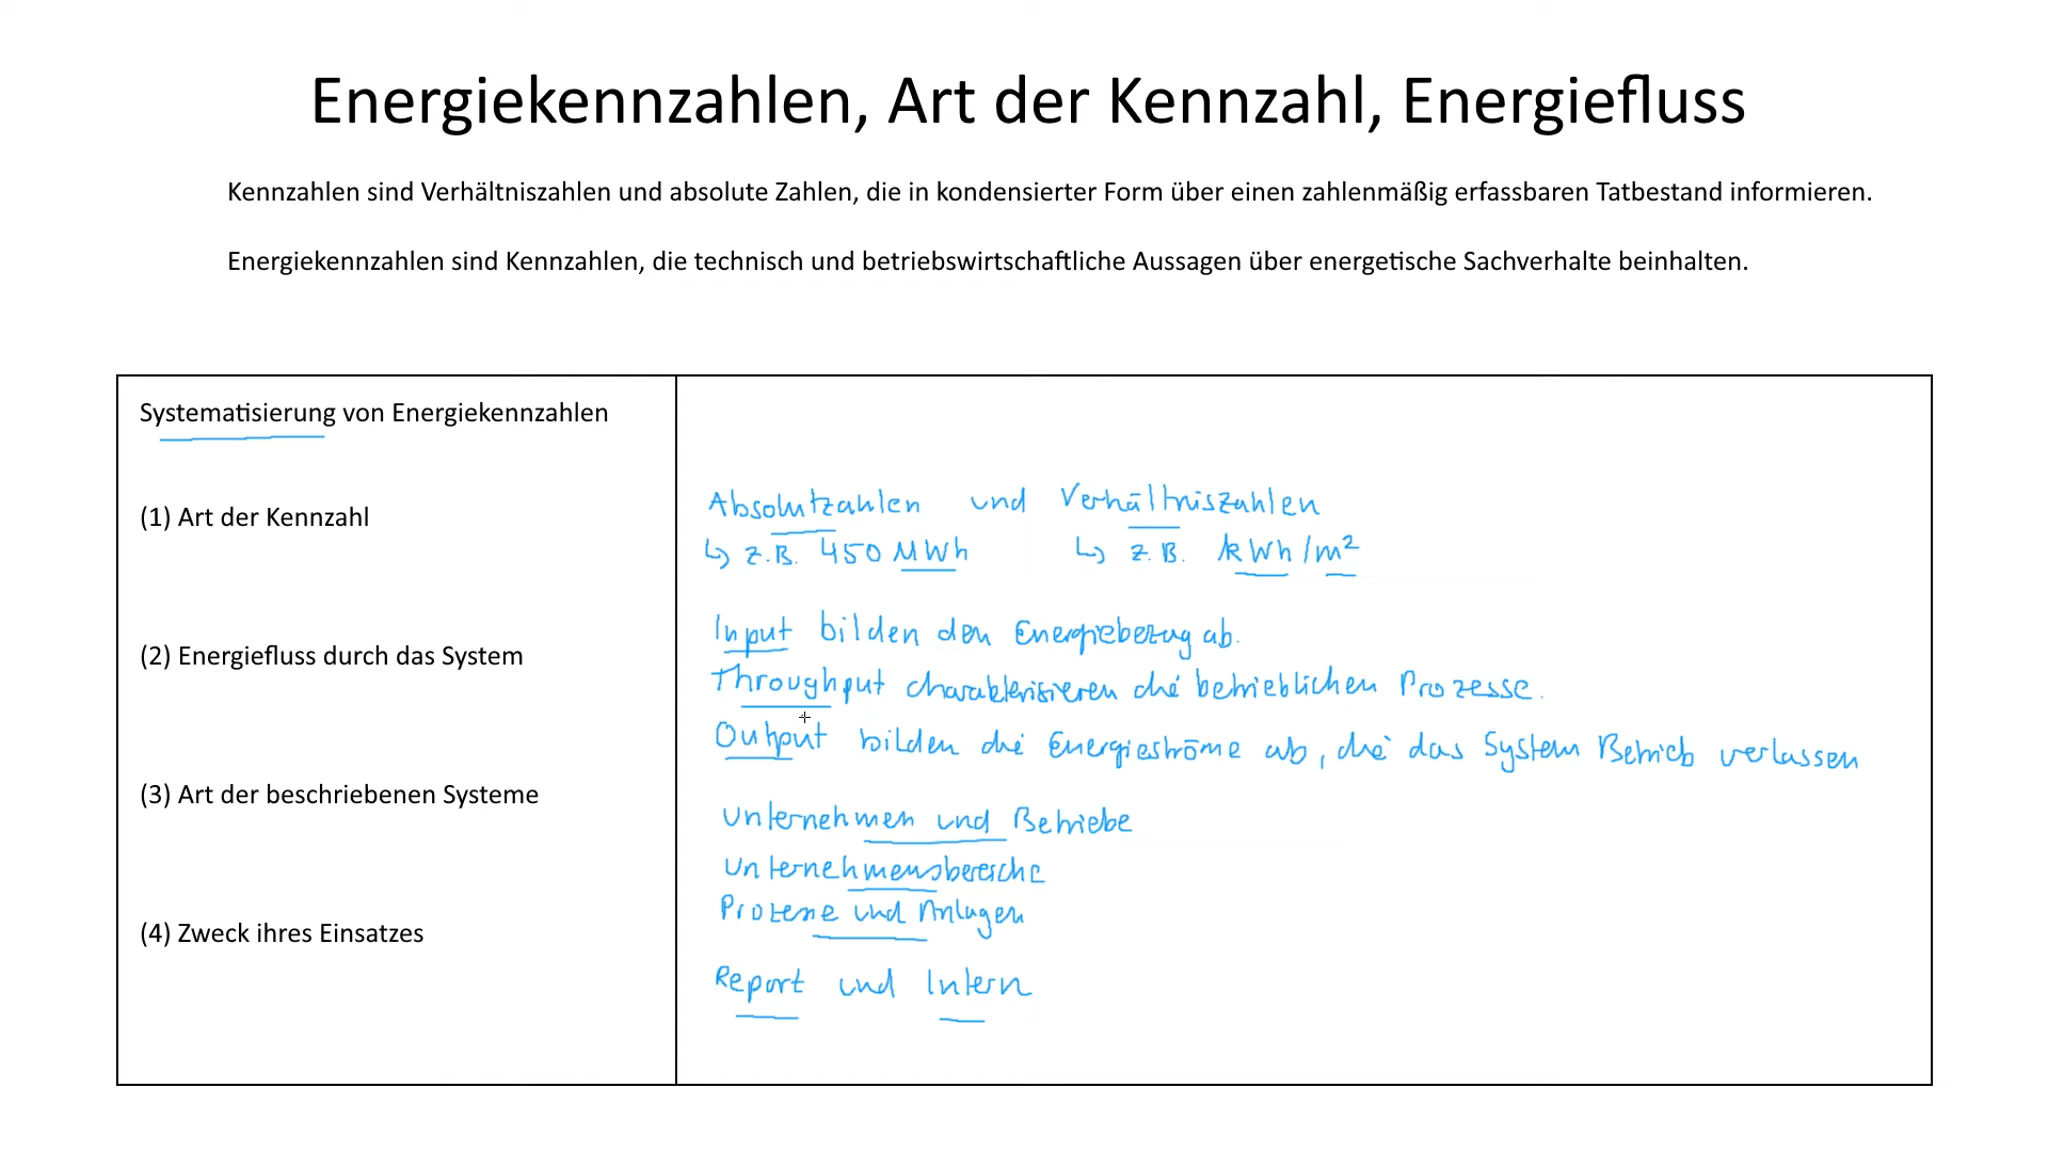 Energiekennzahlen, Art der Kennzahl, Energiefluss
Kennzahlen sind Verhältniszahlen und absolute Zahlen, die in kondensierter Form über einen zahlenmäßig erfassbaren Tatbestand informieren.
Energiekennzahlen sind Kennzahlen, die technisch und betriebswirtschaftliche Aussagen über energetische Sachverhalte beinhalten.
Systematisierung von Energiekennzahlen
(1) Art der Kennzahl
Absolutzahlen und Verhältniszahlen
↳ z.B. 450 MWh ↳ z.B. kWh/m²
(2) Energiefluss durch das System
Input bilden den Energiebezug ab.
Throughput charakterisieren die betrieblichen Prozesse.
Output bilden die Energieströme ab, die das System Betrieb verlassen
(3) Art der beschriebenen Systeme
Unternehmen und Betriebe
Unternehmensbereiche
Prozesse und Anlagen
(4) Zweck ihres Einsatzes
Report und Intern